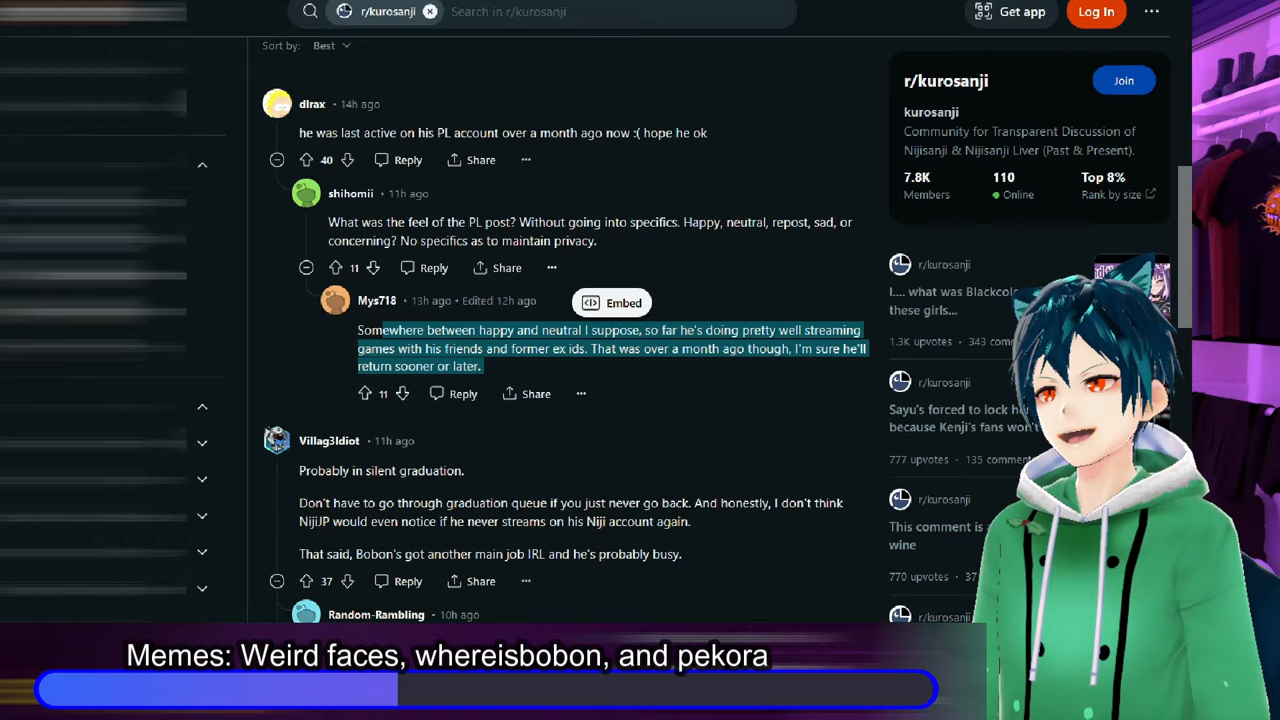 r/kurosanji
Search in r/kurosanji
Get app
Log In
Sort by: Best
dlrax • 14h ago
he was last active on his PL account over a month ago now :( hope he ok
40 Reply Share
shihomii • 11h ago
What was the feel of the PL post? Without going into specifics. Happy, neutral, repost, sad, or
concerning? No specifics as to maintain privacy.
11 Reply Share
Mys718 • 13h ago • Edited 12h ago
Embed
Somewhere between happy and neutral I suppose, so far he's doing pretty well streaming
games with his friends and former ex ids. That was over a month ago though, I'm sure he'll
return sooner or later.
11 Reply Share
Villag3Idiot • 11h ago
Probably in silent graduation.
Don't have to go through graduation queue if you just never go back. And honestly, I don't think
NijiJP would even notice if he never streams on his Niji account again.
That said, Bobon's got another main job IRL and he's probably busy.
37 Reply Share
Random-Rambling • 10h ago
r/kurosanji
Join
kurosanji
Community for Transparent Discussion of
Nijisanji & Nijisanji Liver (Past & Present).
7.8K 110 Top 8%
Members Online Rank by size
r/kurosanji
I.... what was Blackcol
these girls...
1.3K upvotes • 343 com
r/kurosanji
Sayu's forced to lock he
because Kenji's fans won'
777 upvotes • 135 comment
r/kurosanji
This comment is a
wine
770 upvotes • 37
r/kurosanji
Memes: Weird faces, whereisbobon, and pekora